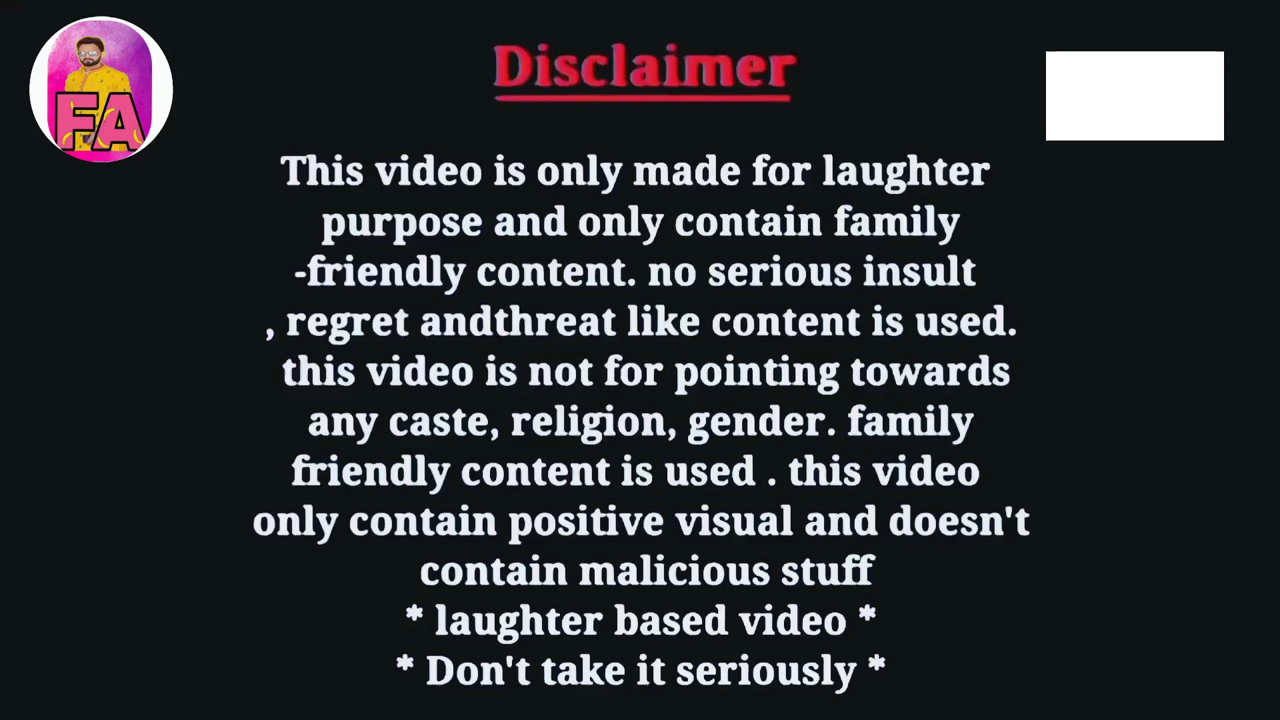 FA
Disclaimer
This video is only made for laughter
purpose and only contain family
-friendly content. no serious insult
, regret andthreat like content is used.
this video is not for pointing towards
any caste, religion, gender. family
friendly content is used . this video
only contain positive visual and doesn't
contain malicious stuff
* laughter based video *
* Don't take it seriously *